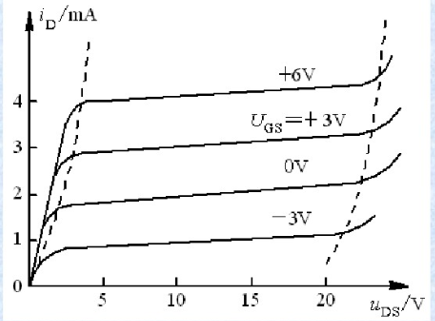 i_D/mA
+6V
4
U_GS=+3V
3
0V
2
−3V
1
0 5 10 15 20 u_DS/V